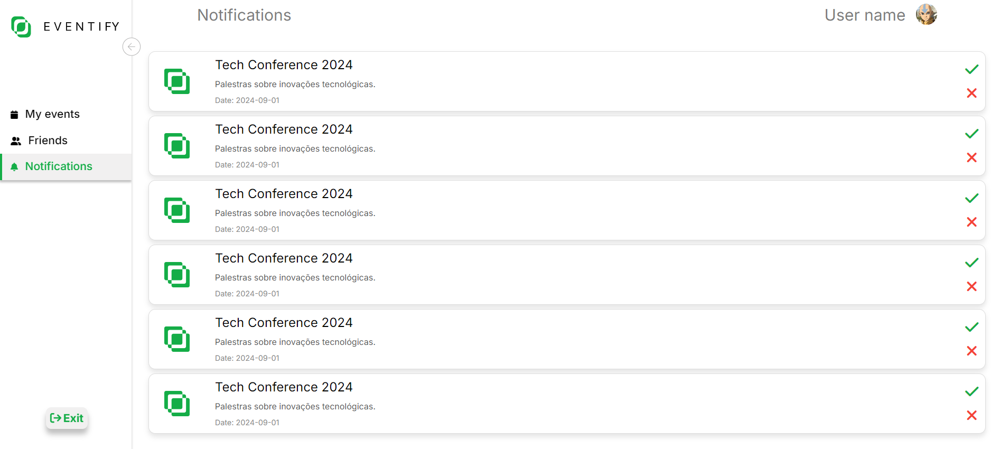 EVENTIFY
Notifications
User name
My events
Friends
Notifications
Exit
Tech Conference 2024
Palestras sobre inovações tecnológicas.
Date: 2024-09-01
Tech Conference 2024
Palestras sobre inovações tecnológicas.
Date: 2024-09-01
Tech Conference 2024
Palestras sobre inovações tecnológicas.
Date: 2024-09-01
Tech Conference 2024
Palestras sobre inovações tecnológicas.
Date: 2024-09-01
Tech Conference 2024
Palestras sobre inovações tecnológicas.
Date: 2024-09-01
Tech Conference 2024
Palestras sobre inovações tecnológicas.
Date: 2024-09-01